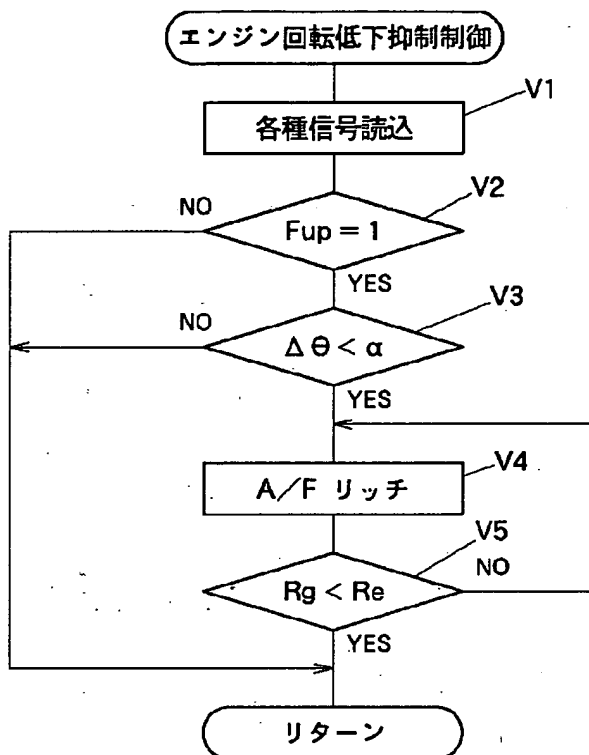 エンジン回転低下抑制制御
V1
各種信号読込
V2
NO
Fup = 1
YES
V3
NO
Δθ < α
YES
V4
A/F リッチ
V5
Rg < Re
NO
YES
リターン